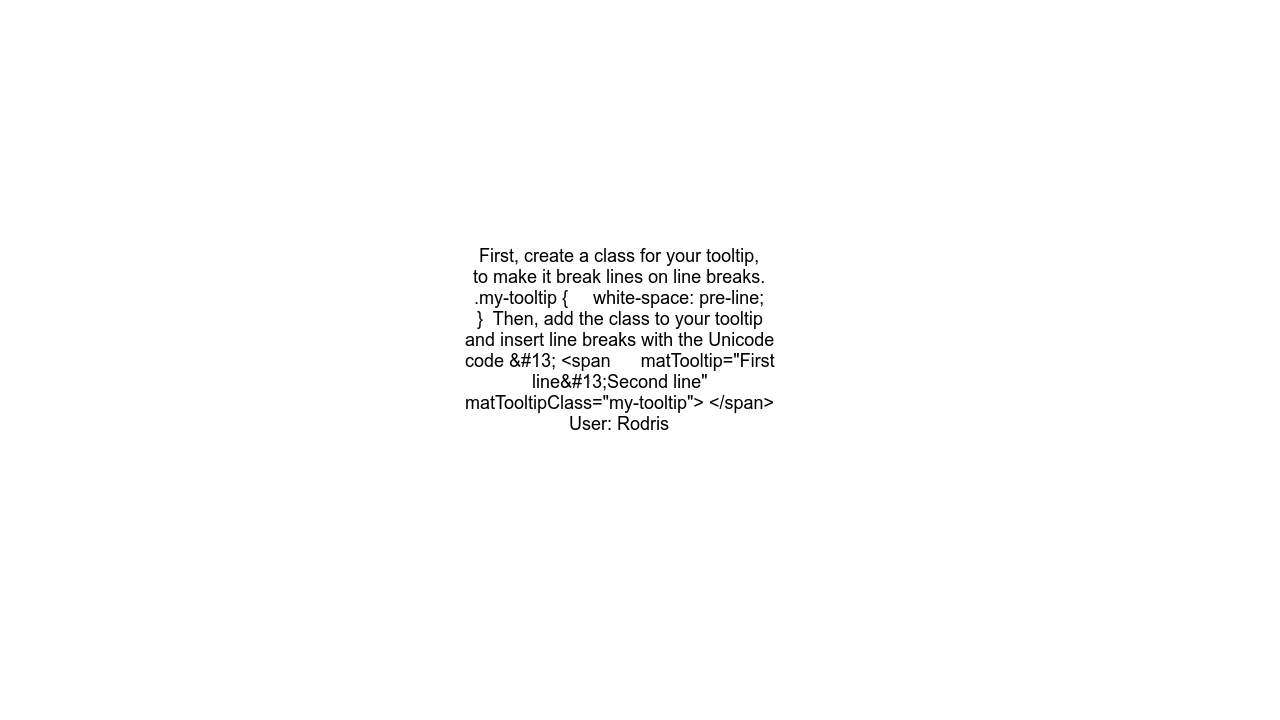 First, create a class for your tooltip,
to make it break lines on line breaks.
.my-tooltip {     white-space: pre-line;
}  Then, add the class to your tooltip
and insert line breaks with the Unicode
code &#13; <span      matTooltip="First
line&#13;Second line"
matTooltipClass="my-tooltip"> </span>
User: Rodris